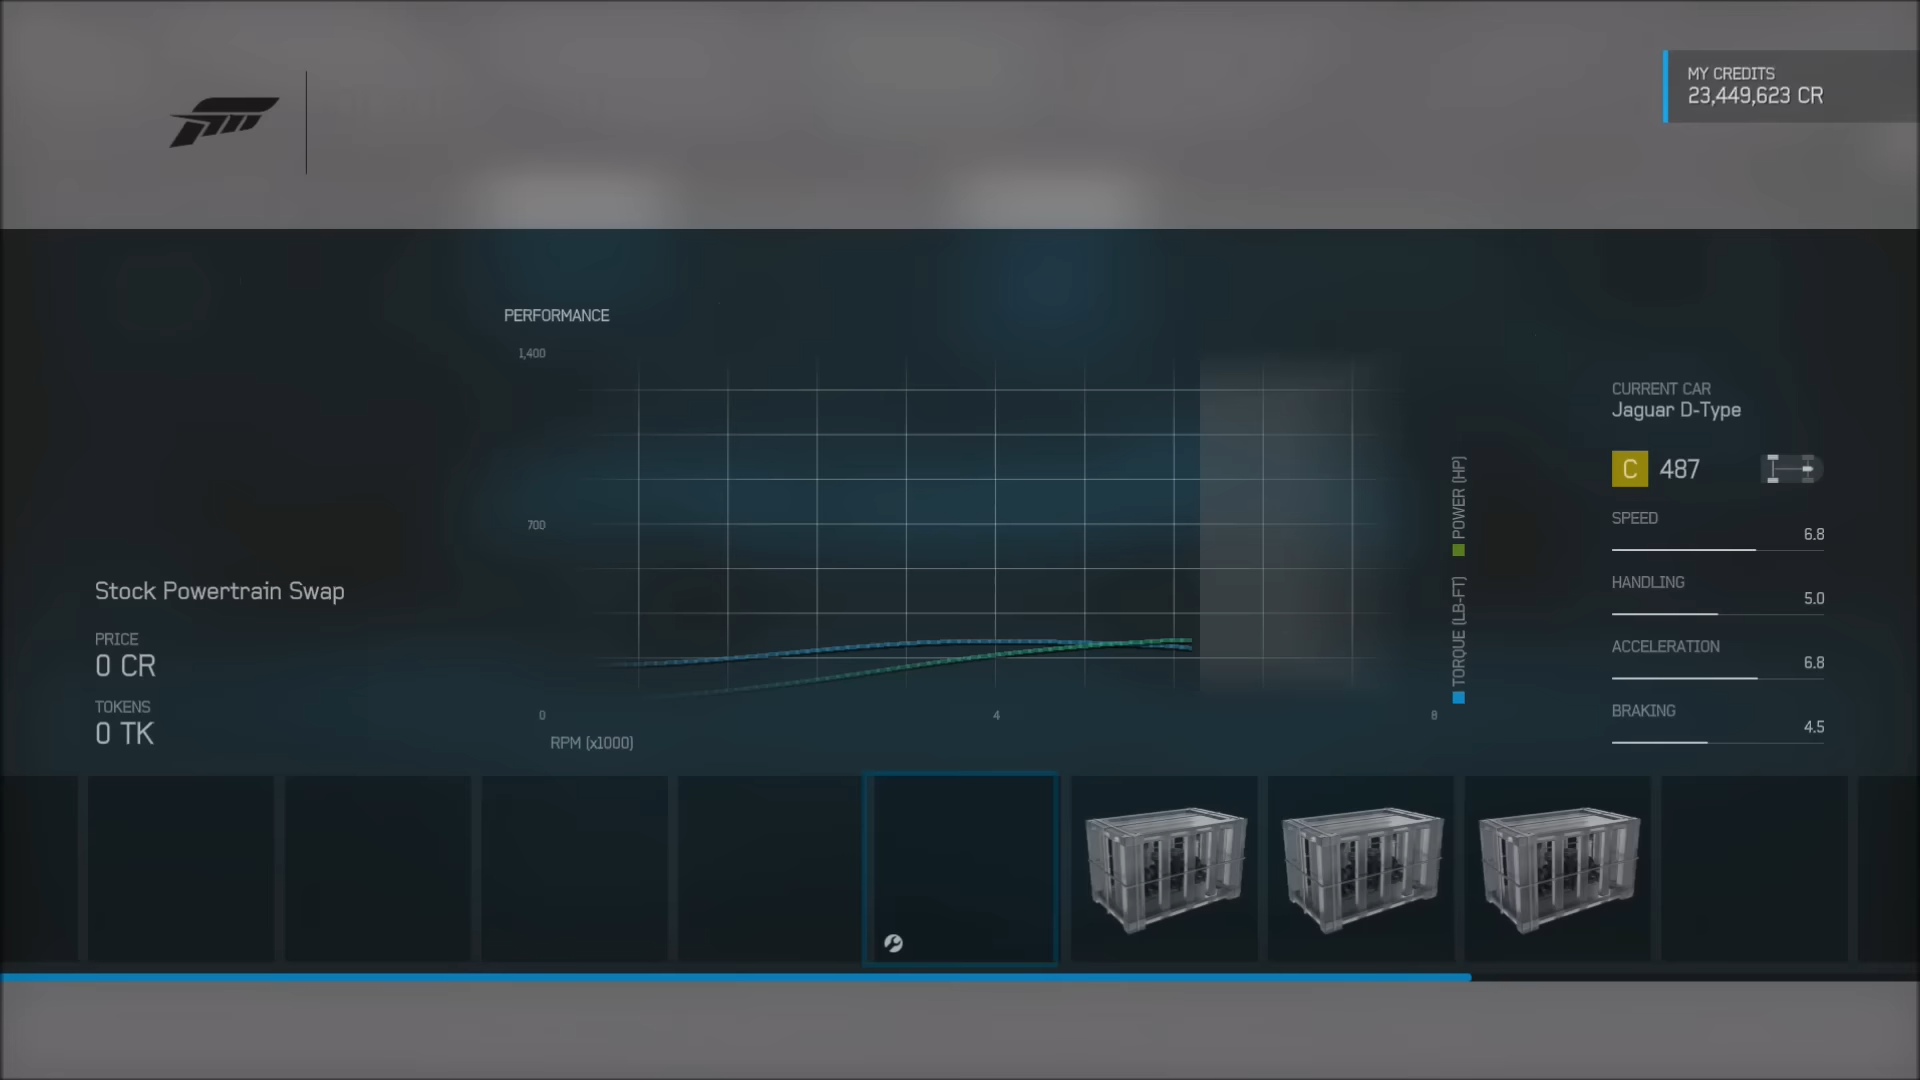 MY CREDITS
23,449,623 CR
PERFORMANCE
1,400
700
0
4
8
RPM (x1000)
POWER (HP)
TORQUE (LB-FT)
Stock Powertrain Swap
PRICE
0 CR
TOKENS
0 TK
CURRENT CAR
Jaguar D-Type
C 487
SPEED
6.8
HANDLING
5.0
ACCELERATION
6.8
BRAKING
4.5